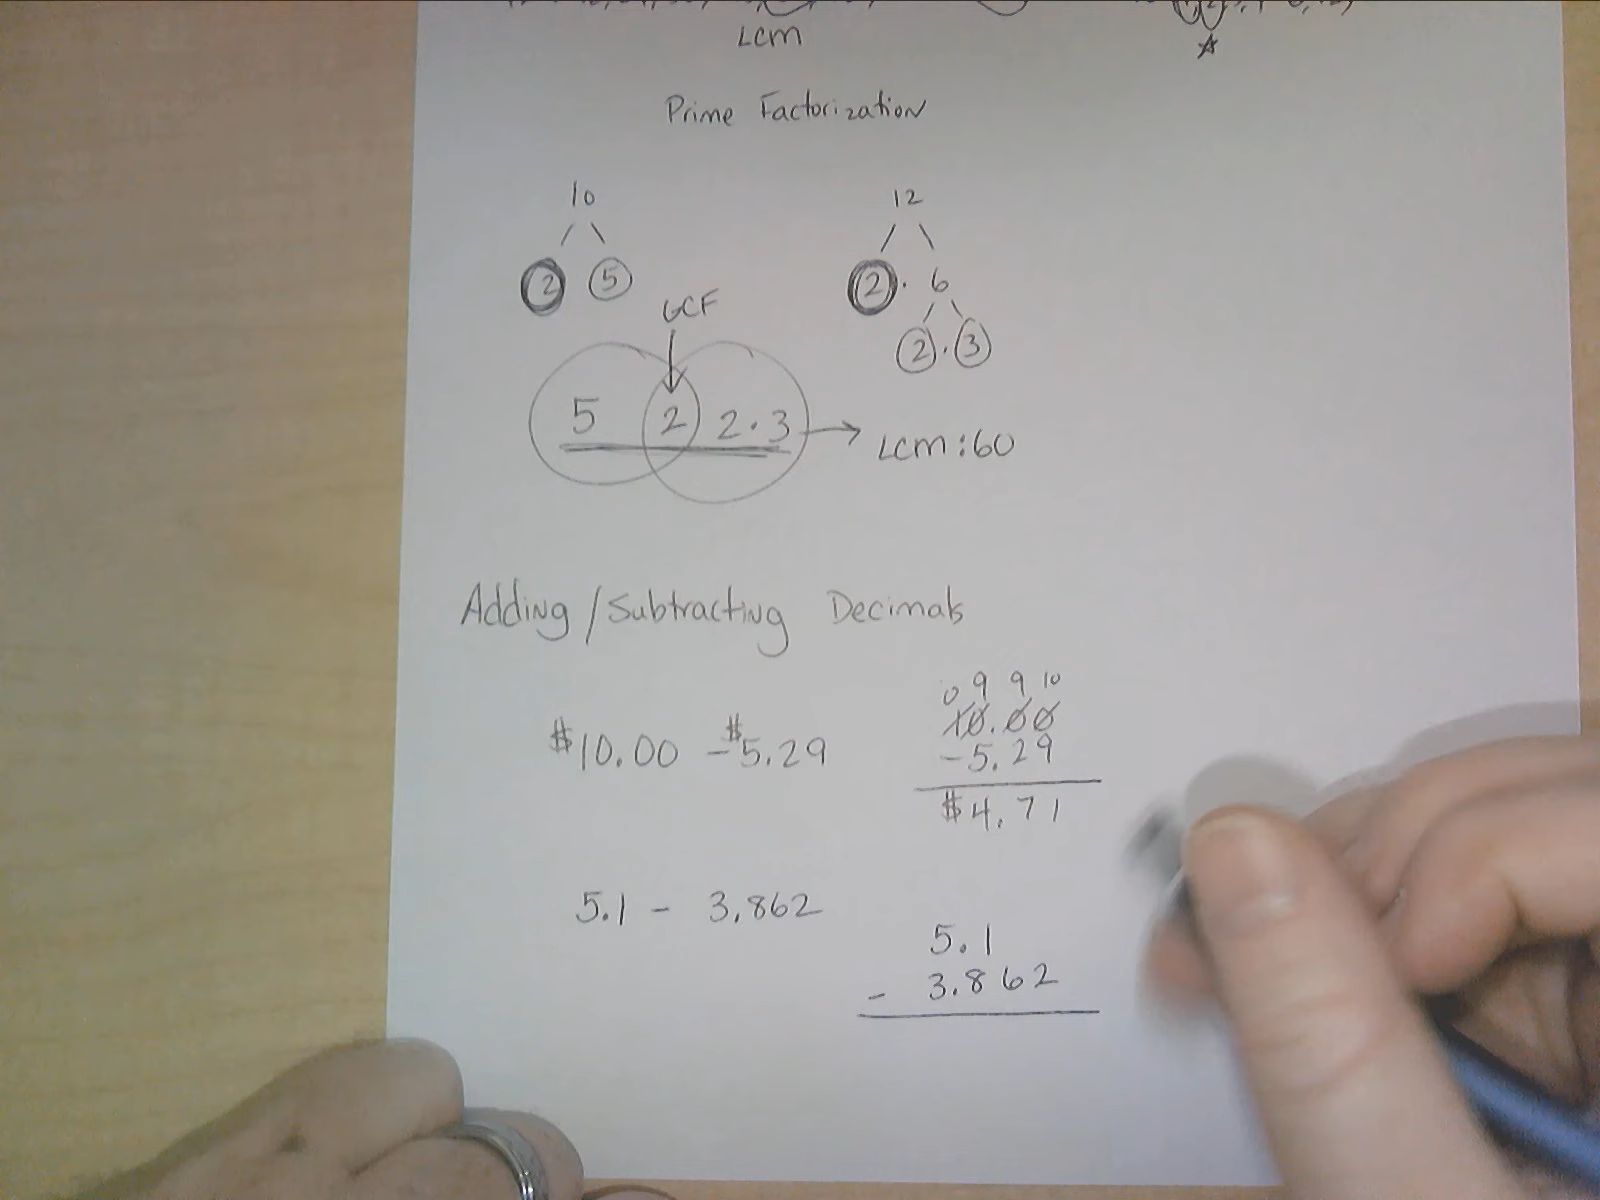 LCM
Prime Factorization
10 12
2 5 2 · 6
GCF
2 · 3
5 2 2 · 3 → LCM : 60
Adding / Subtracting Decimals
0 9 9 10
$10.00 - $5.29 10.00
- 5.29
$4.71
5.1 - 3.862
5.1
- 3.862